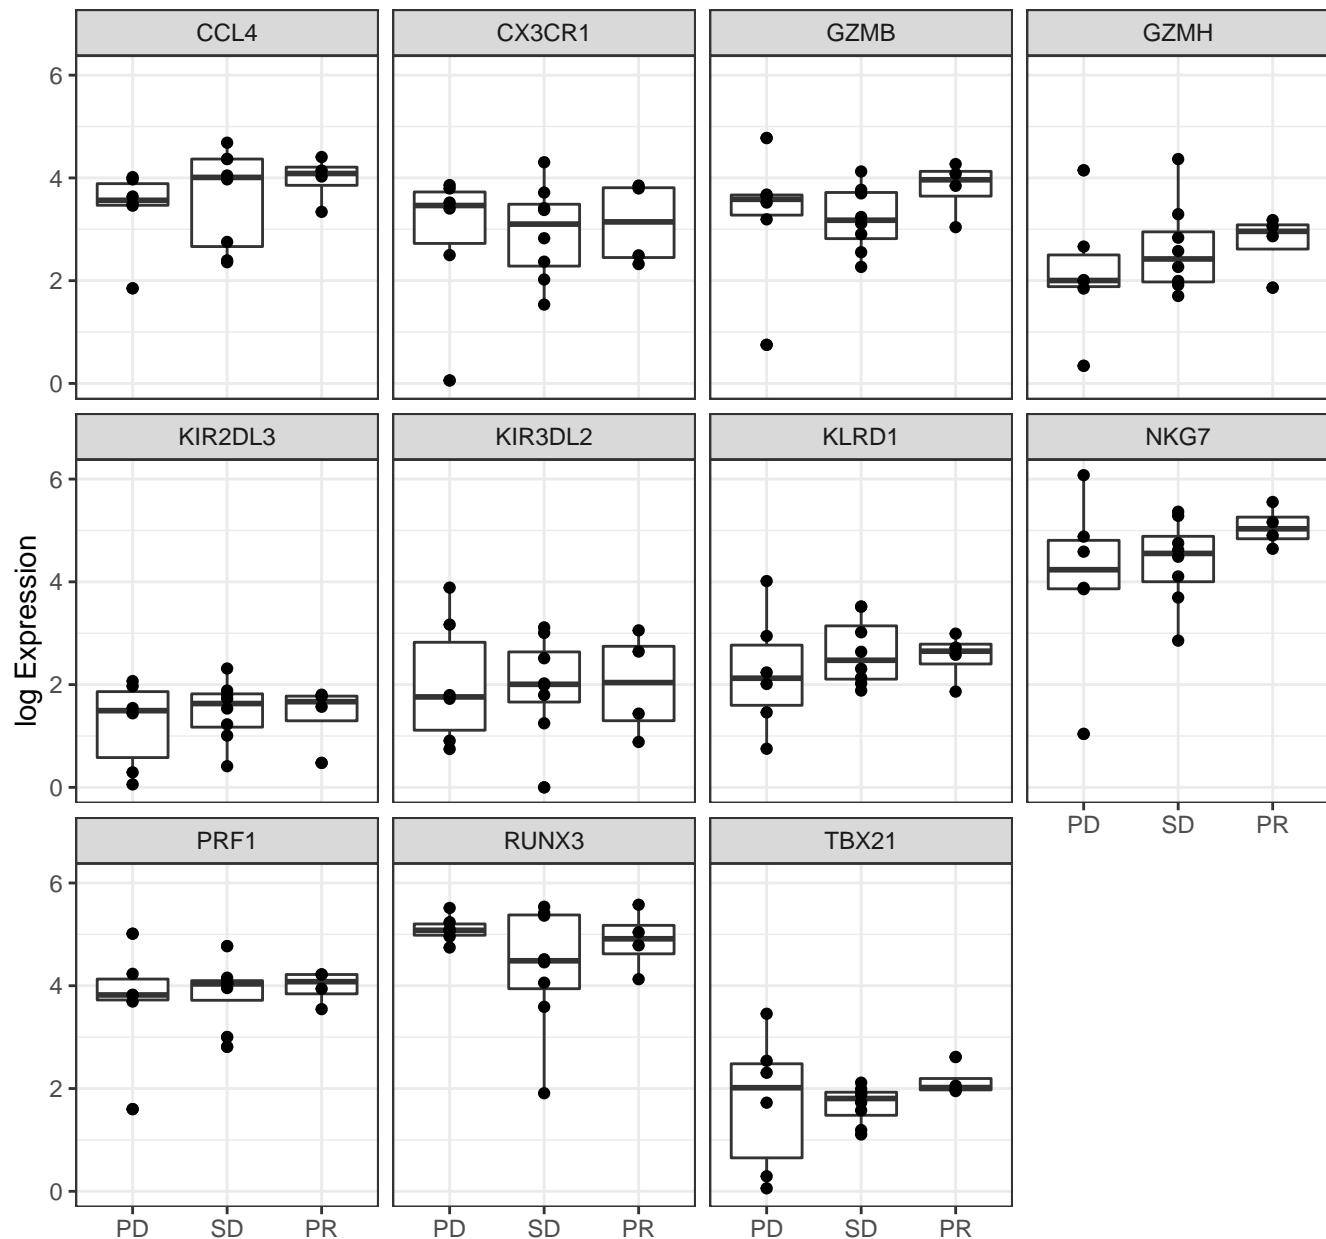 CCL4 CX3CR1 GZMB GZMH
6
4
2
0
KIR2DL3 KIR3DL2 KLRD1 NKG7
6
4
2
0
PD SD PR
log Expression
PRF1 RUNX3 TBX21
6
4
2
0
PD SD PR PD SD PR PD SD PR